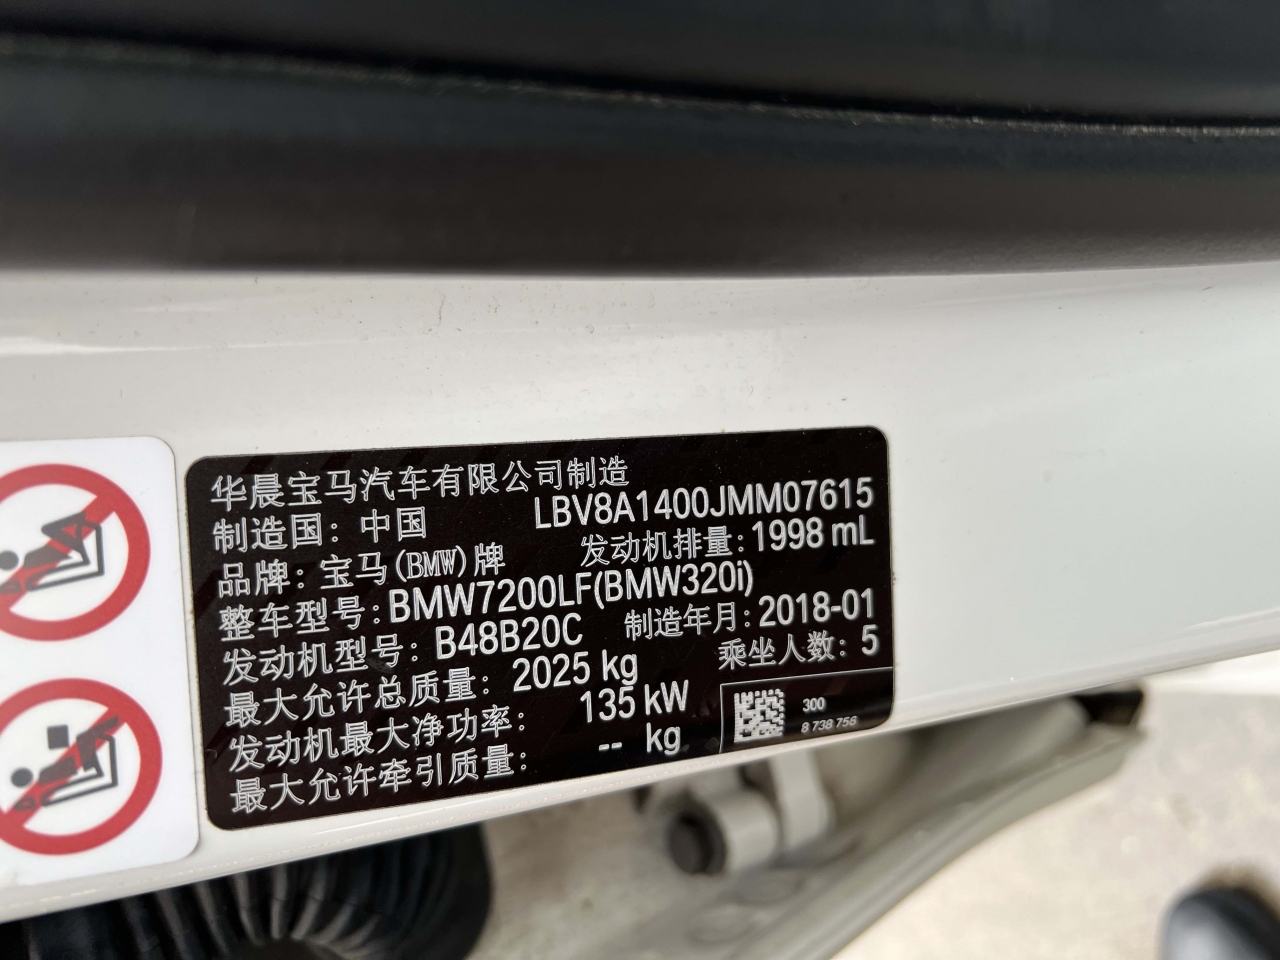 华晨宝马汽车有限公司制造
制造国: 中国 LBV8A1400JMM07615
品牌: 宝马(BMW)牌 发动机排量: 1998 mL
整车型号: BMW7200LF(BMW320i)
发动机型号: B48B20C 制造年月: 2018-01
最大允许总质量: 2025 kg 乘坐人数: 5
发动机最大净功率: 135 kW
最大允许牵引质量: -- kg
300
8 738 756